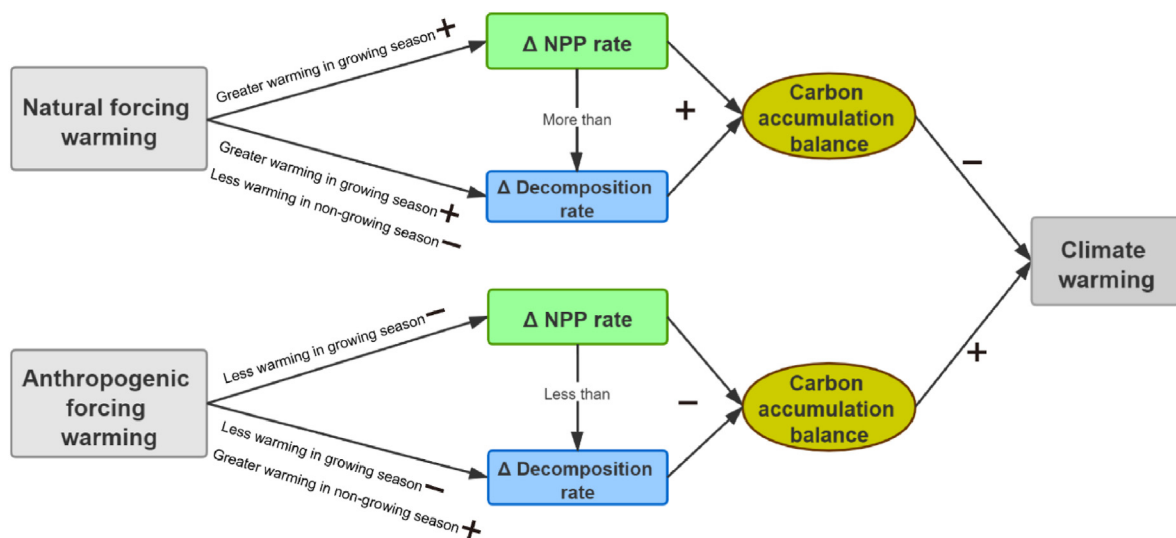 Natural forcing
warming
Greater warming in growing season +
Greater warming in growing season +
Less warming in non-growing season −
Δ NPP rate
More than
Δ Decomposition
rate
+
Carbon
accumulation
balance
−
Climate
warming
Anthropogenic
forcing
warming
Less warming in growing season −
Less warming in growing season −
Greater warming in non-growing season +
Δ NPP rate
Less than
Δ Decomposition
rate
−
Carbon
accumulation
balance
+